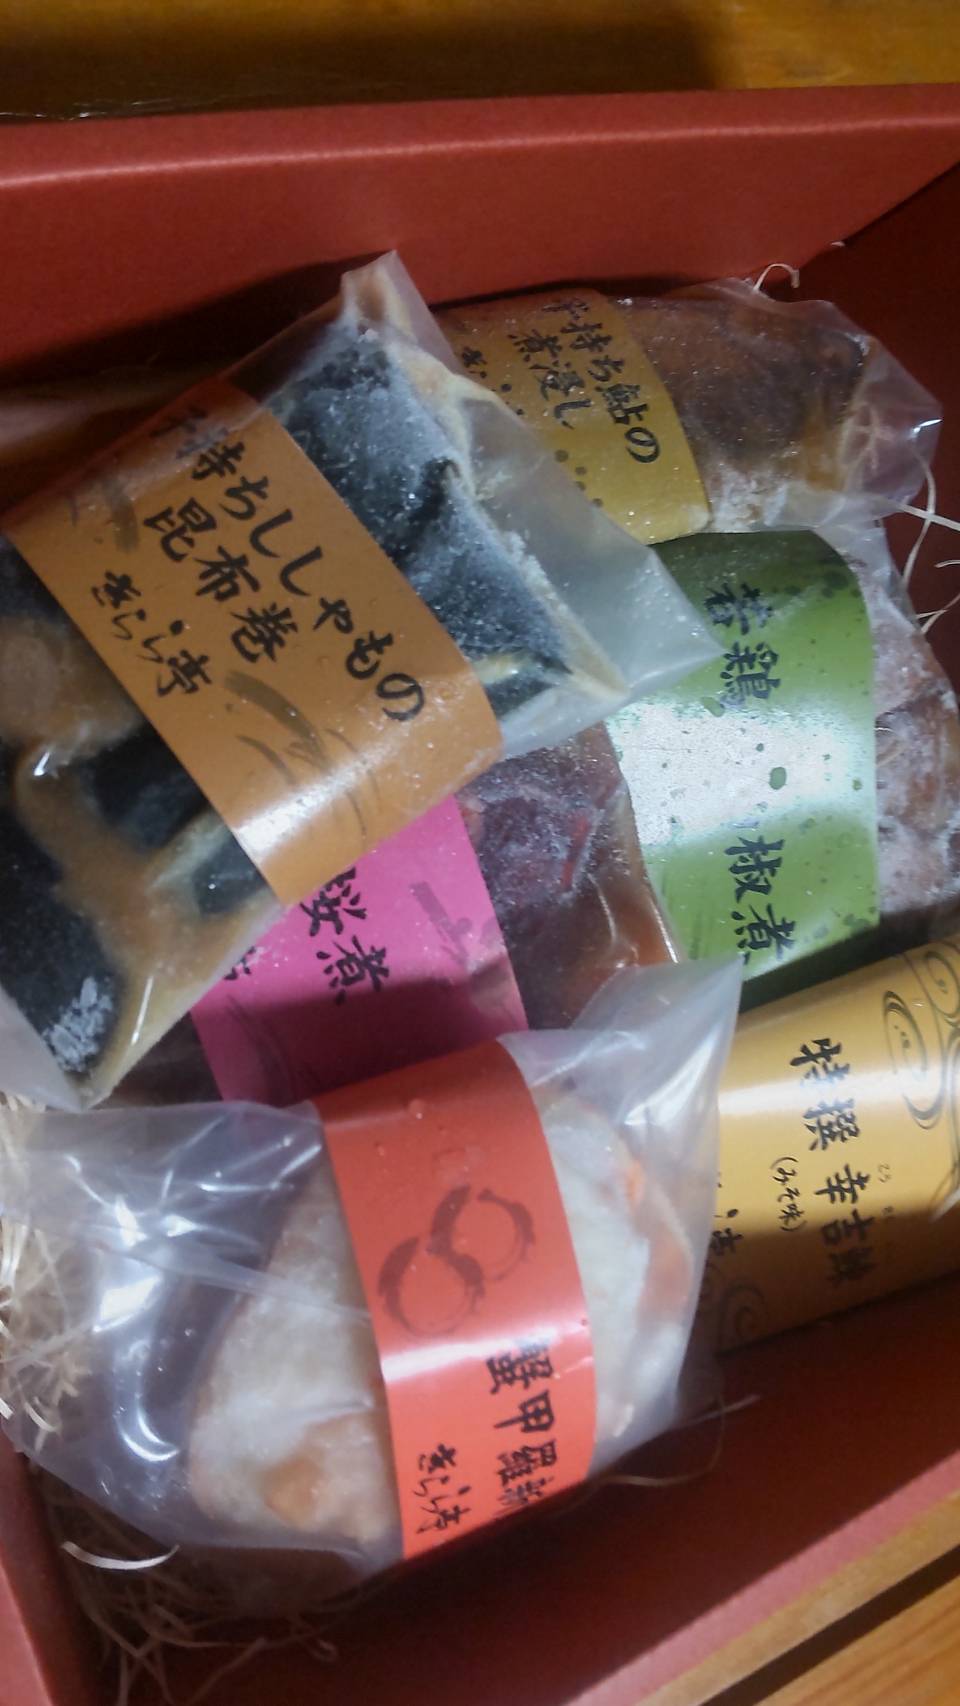 子持ち鮎の
煮浸し
子持ちししゃもの
昆布巻
きらら亭
若鶏
椒煮
桜煮
特撰 幸吉
(みそ味)
蟹甲羅
きらら亭